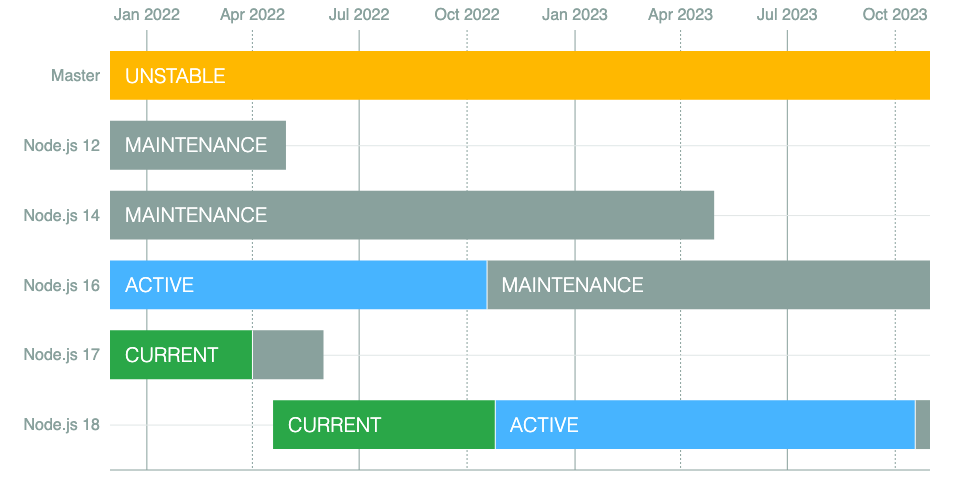 Jan 2022 Apr 2022 Jul 2022 Oct 2022 Jan 2023 Apr 2023 Jul 2023 Oct 2023
Master UNSTABLE
Node.js 12 MAINTENANCE
Node.js 14 MAINTENANCE
Node.js 16 ACTIVE MAINTENANCE
Node.js 17 CURRENT
Node.js 18 CURRENT ACTIVE